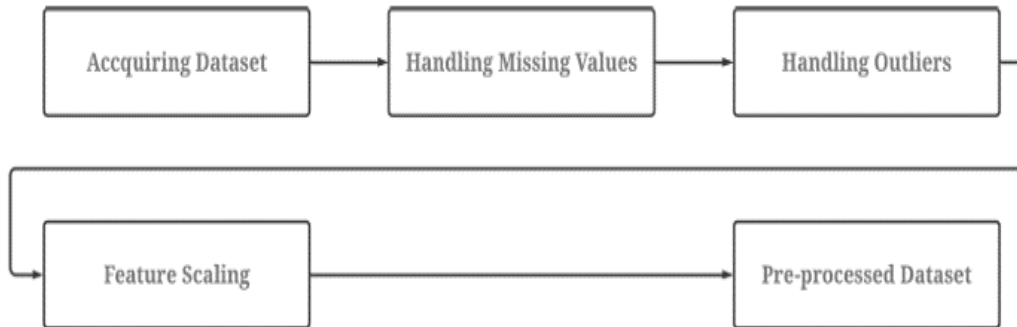 Accquiring Dataset
Handling Missing Values
Handling Outliers
Feature Scaling
Pre-processed Dataset